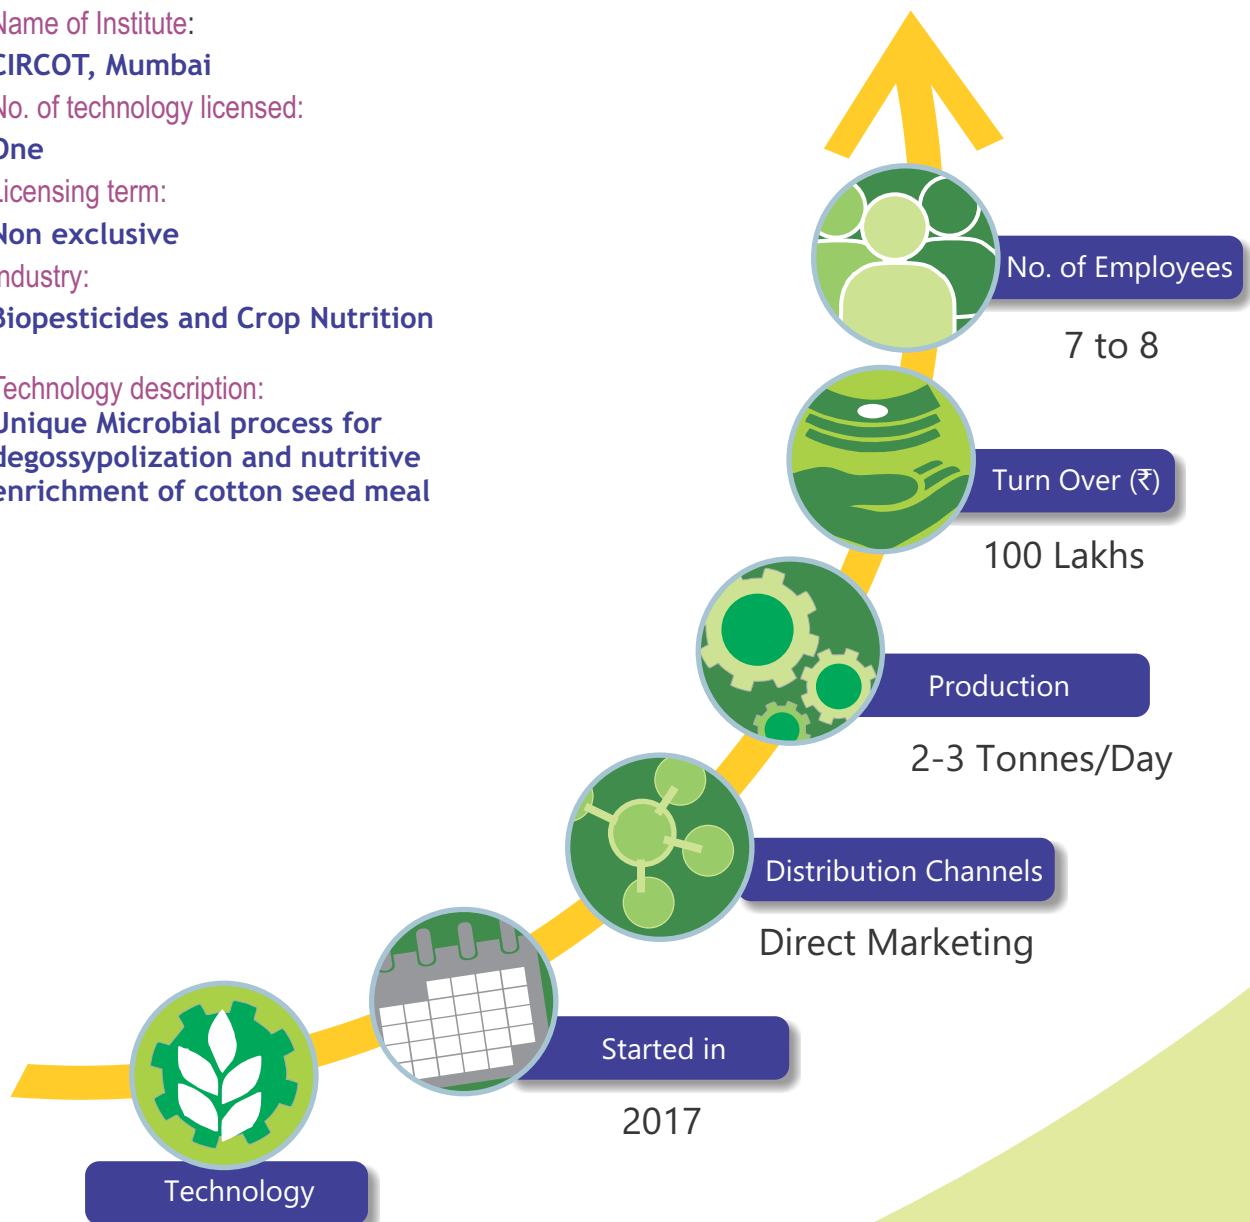 Name of Institute:
CIRCOT, Mumbai
No. of technology licensed:
One
Licensing term:
Non exclusive
Industry:
Biopesticides and Crop Nutrition
Technology description:
Unique Microbial process for
degossypolization and nutritive
enrichment of cotton seed meal
No. of Employees
7 to 8
Turn Over (₹)
100 Lakhs
Production
2-3 Tonnes/Day
Distribution Channels
Direct Marketing
Started in
2017
Technology